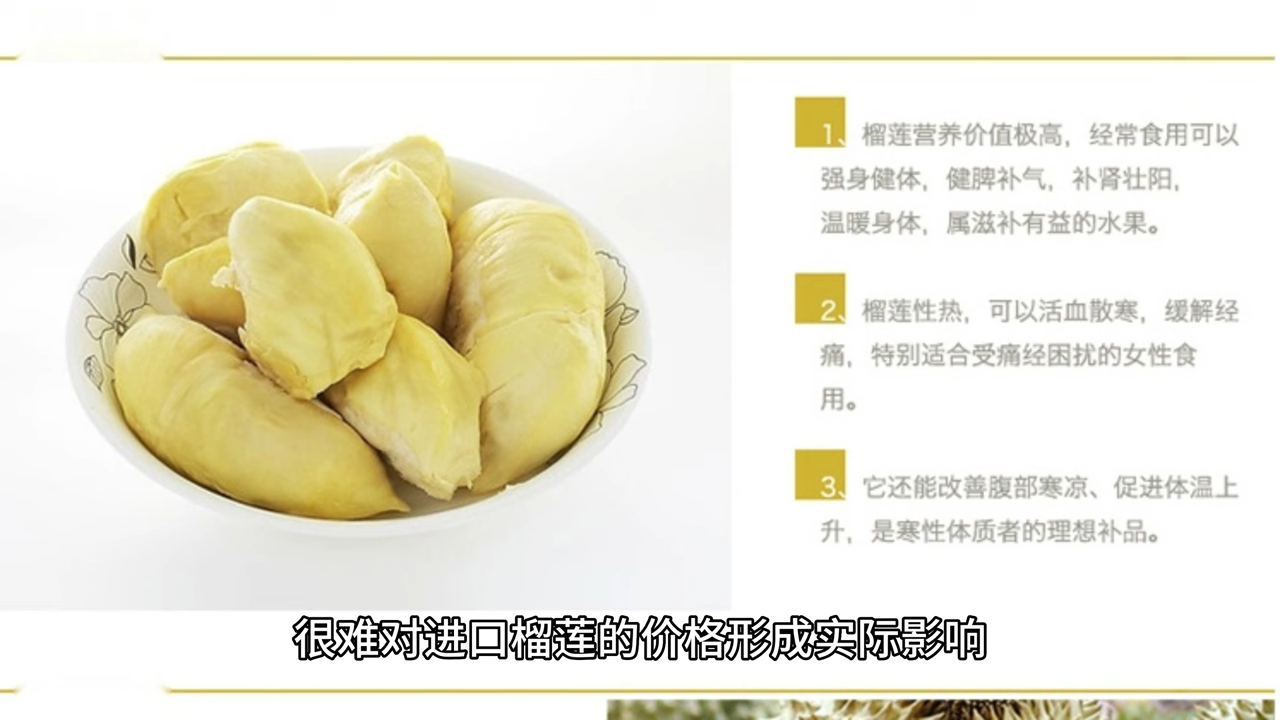 1、榴莲营养价值极高，经常食用可以
强身健体，健脾补气，补肾壮阳，
温暖身体，属滋补有益的水果。
2、榴莲性热，可以活血散寒，缓解经
痛，特别适合受痛经困扰的女性食
用。
3、它还能改善腹部寒凉、促进体温上
升，是寒性体质者的理想补品。
很难对进口榴莲的价格形成实际影响